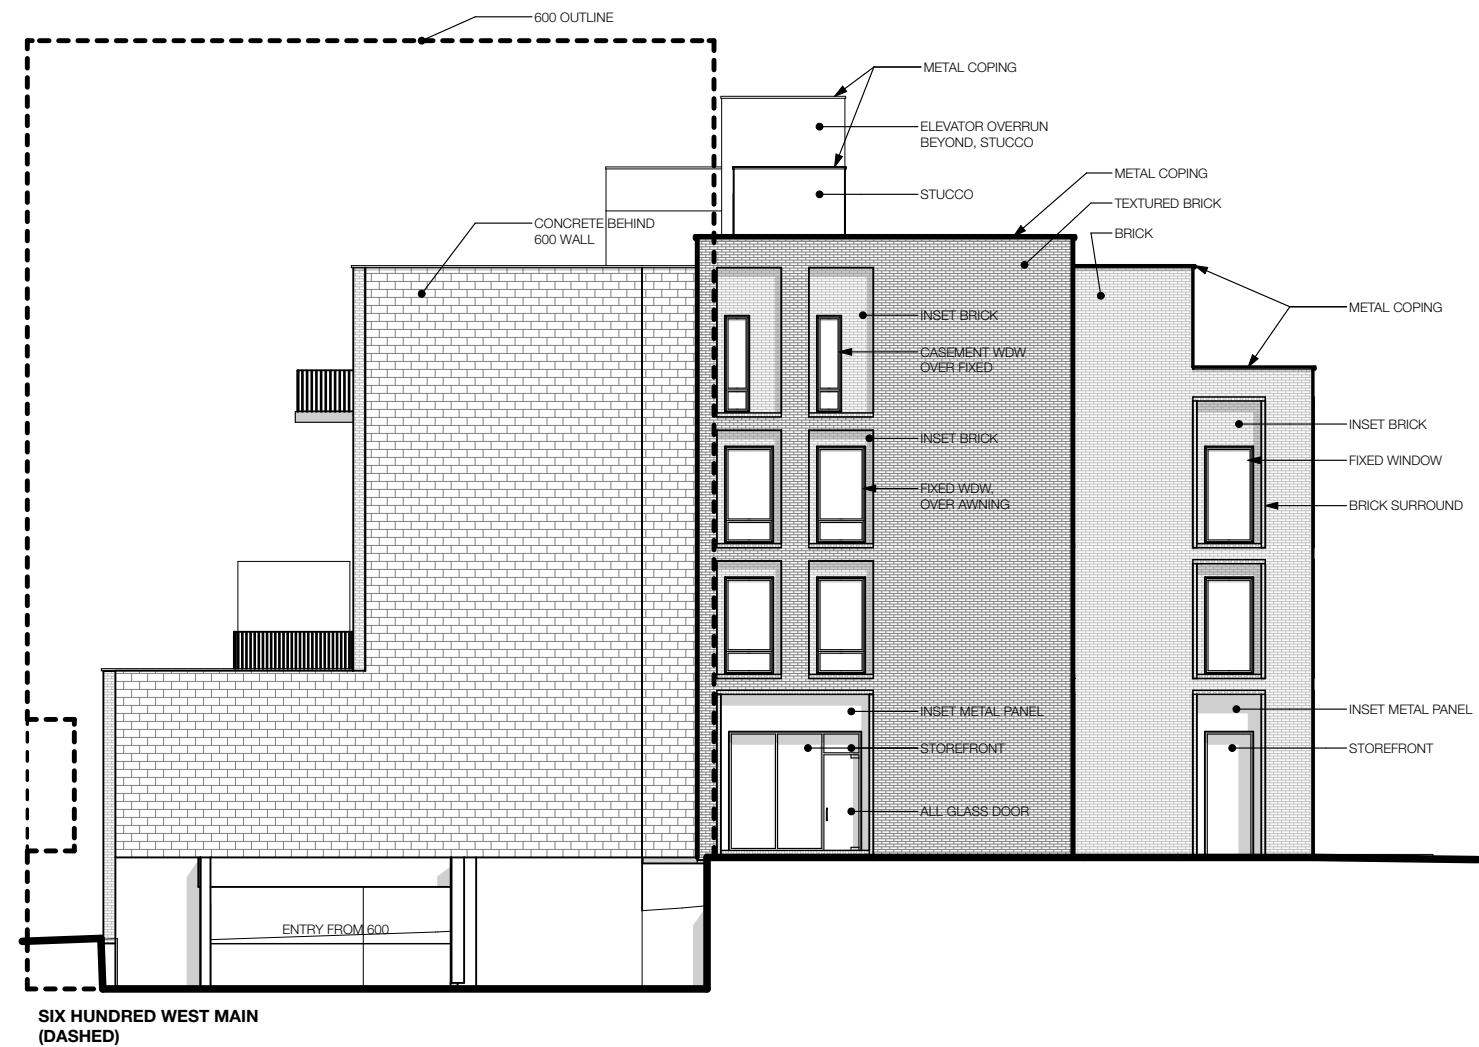 600 OUTLINE
METAL COPING
ELEVATOR OVERRUN
BEYOND, STUCCO
METAL COPING
STUCCO
TEXTURED BRICK
CONCRETE BEHIND
600 WALL
BRICK
METAL COPING
INSET BRICK
CASEMENT WDW
OVER FIXED
INSET BRICK
INSET BRICK
FIXED WINDOW
FIXED WDW,
OVER AWNING
BRICK SURROUND
INSET METAL PANEL
INSET METAL PANEL
STOREFRONT
STOREFRONT
ALL GLASS DOOR
ENTRY FROM 600
SIX HUNDRED WEST MAIN
(DASHED)